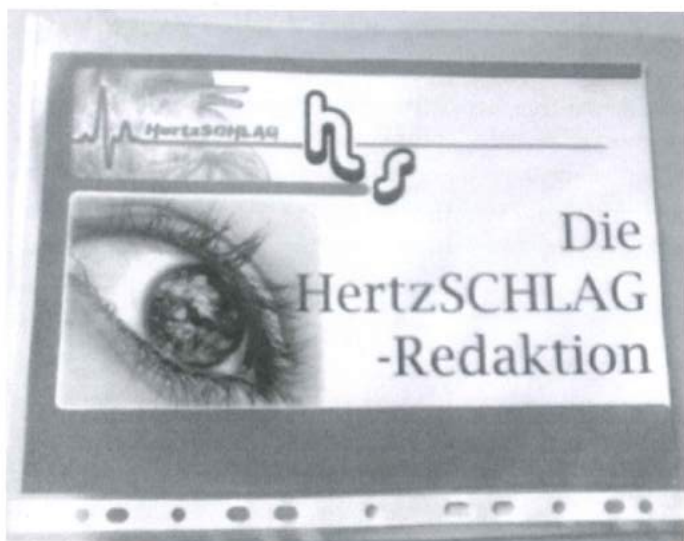 HertzSCHLAG
hs
Die
HertzSCHLAG
-Redaktion